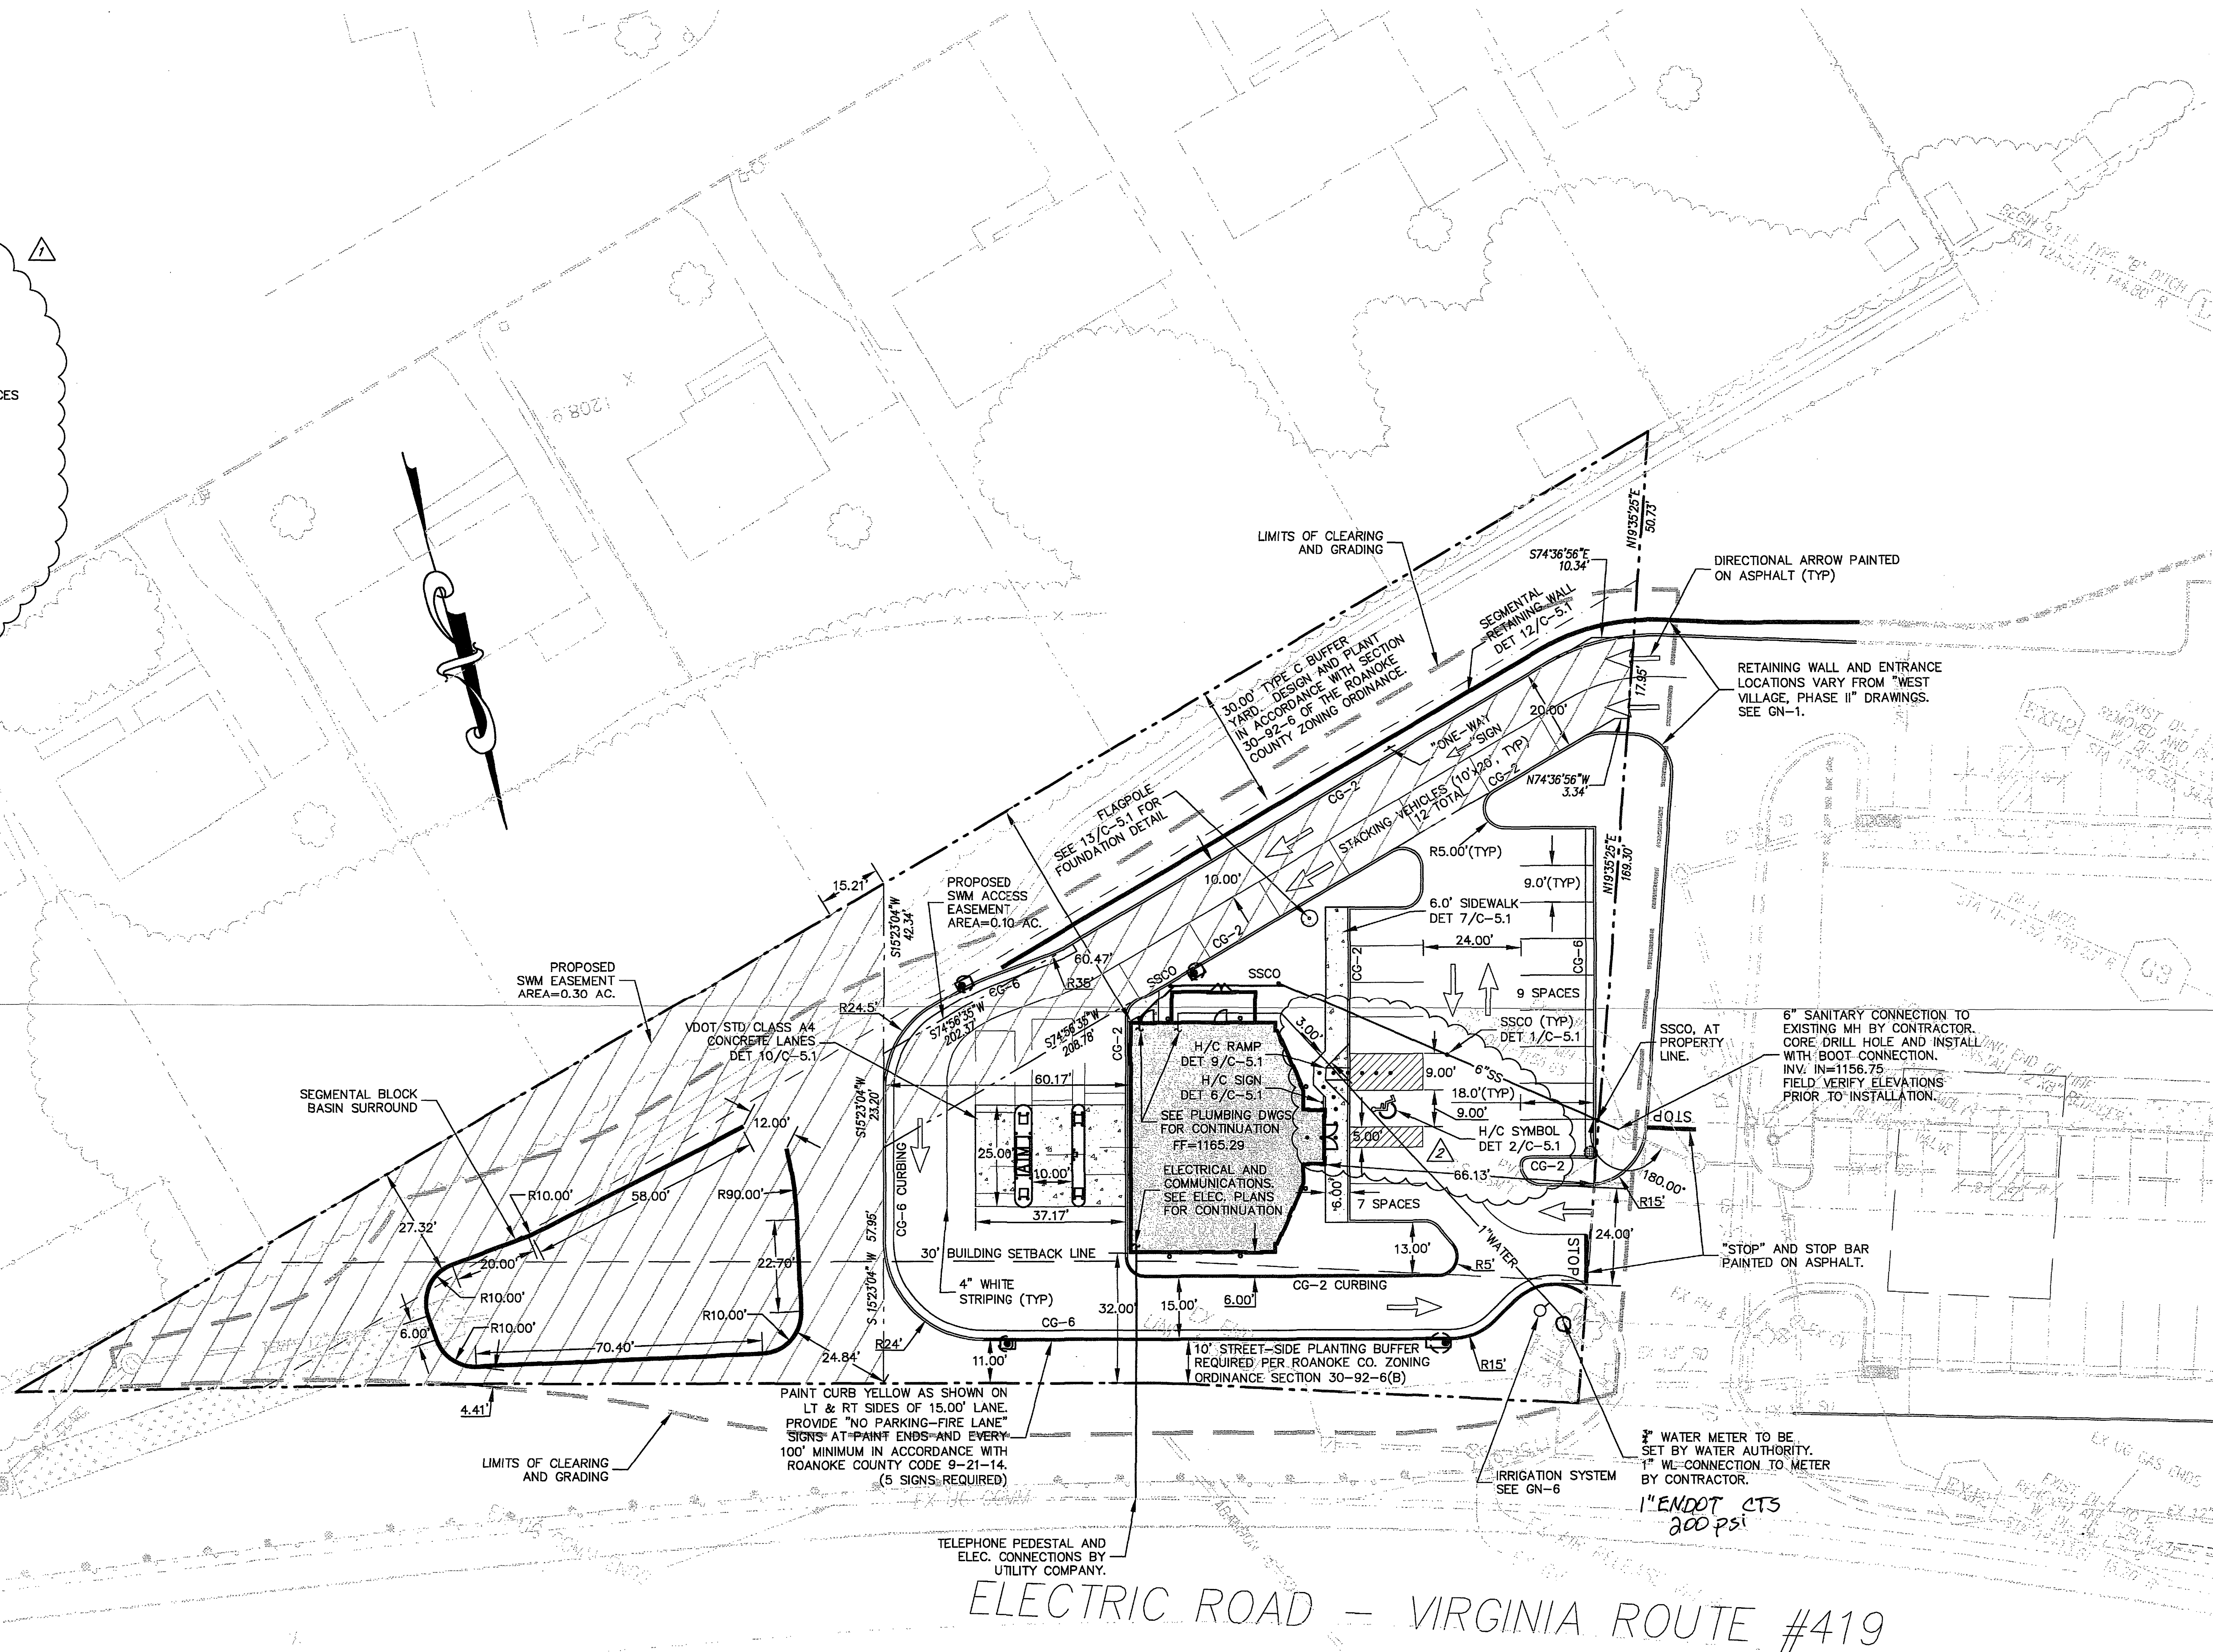 1
CES
1208.9
BEGIN 93 LF TYPE "B" DITCH
LIMITS OF CLEARING
AND GRADING
S74°36'56"E
10.34'
N19°35'25"E
50.73'
DIRECTIONAL ARROW PAINTED
ON ASPHALT (TYP)
SEGMENTAL
RETAINING WALL
DET 12/C-5.1
30.00' TYPE C BUFFER
YARD. DESIGN AND PLANT
IN ACCORDANCE WITH SECTION
30-92-6 OF THE ROANOKE
COUNTY ZONING ORDINANCE.
RETAINING WALL AND ENTRANCE
LOCATIONS VARY FROM "WEST
VILLAGE, PHASE II" DRAWINGS.
SEE GN-1.
17.95'
20.00'
"ONE-WAY"
SIGN
STACKING VEHICLES (10'x20', TYP)
12 TOTAL
CG-2
CG-2
N74°36'56"W
3.34'
FLAGPOLE
SEE 13/C-5.1 FOR
FOUNDATION DETAIL
R5.00'(TYP)
10.00'
9.0'(TYP)
N19°35'25"E
169.30'
15.21'
S15°23'04"W
42.34'
PROPOSED
SWM ACCESS
EASEMENT
AREA=0.10 AC.
6.0' SIDEWALK
DET 7/C-5.1
24.00'
CG-2
CG-2
CG-6
PROPOSED
SWM EASEMENT
AREA=0.30 AC.
60.47'
R35'
CG-6
SSCO
SSCO
9 SPACES
R24.5'
S74°56'35"W
202.37
S74°56'35"W
208.78'
VDOT STD CLASS A4
CONCRETE LANES
DET 10/C-5.1
CG-2
3.00'
SSCO (TYP)
DET 1/C-5.1
SSCO, AT
PROPERTY
LINE.
6" SANITARY CONNECTION TO
EXISTING MH BY CONTRACTOR.
CORE DRILL HOLE AND INSTALL
WITH BOOT CONNECTION.
INV. IN=1156.75
FIELD VERIFY ELEVATIONS
PRIOR TO INSTALLATION.
H/C RAMP
DET 9/C-5.1
H/C SIGN
DET 6/C-5.1
SEE PLUMBING DWGS
FOR CONTINUATION
FF=1165.29
ELECTRICAL AND
COMMUNICATIONS.
SEE ELEC. PLANS
FOR CONTINUATION
6"SS
9.00'
18.0'(TYP)
9.00'
5.00'
H/C SYMBOL
DET 2/C-5.1
2
STOP
SEGMENTAL BLOCK
BASIN SURROUND
60.17'
S15°23'04"W
23.20'
12.00'
CG-6 CURBING
25.00'
10.00'
37.17'
66.13'
CG-2
180.00°
R15'
R10.00'
58.00'
R90.00'
27.32'
6.00'
7 SPACES
20.00'
22.70'
S 15°23'04" W 57.95'
30' BUILDING SETBACK LINE
13.00'
1"WATER
STOP
24.00'
"STOP" AND STOP BAR
PAINTED ON ASPHALT.
R5'
4" WHITE
STRIPING (TYP)
CG-2 CURBING
R10.00'
6.00'
R10.00'
R10.00'
70.40'
24.84'
R24'
CG-6
32.00'
15.00'
6.00'
11.00'
10' STREET-SIDE PLANTING BUFFER
REQUIRED PER ROANOKE CO. ZONING
ORDINANCE SECTION 30-92-6(B)
R15'
4.41'
PAINT CURB YELLOW AS SHOWN ON
LT & RT SIDES OF 15.00' LANE.
PROVIDE "NO PARKING-FIRE LANE"
SIGNS AT PAINT ENDS AND EVERY
100' MINIMUM IN ACCORDANCE WITH
ROANOKE COUNTY CODE 9-21-14.
(5 SIGNS REQUIRED)
LIMITS OF CLEARING
AND GRADING
IRRIGATION SYSTEM
SEE GN-6
WATER METER TO BE
SET BY WATER AUTHORITY.
1" WL CONNECTION TO METER
BY CONTRACTOR.
1" ENDOT CTS
200 psi
EX UG GAS
TELEPHONE PEDESTAL AND
ELEC. CONNECTIONS BY
UTILITY COMPANY.
ELECTRIC ROAD - VIRGINIA ROUTE #419